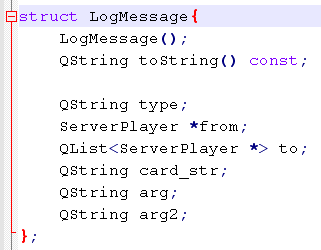 struct LogMessage{
    LogMessage();
    QString toString() const;

    QString type;
    ServerPlayer *from;
    QList<ServerPlayer *> to;
    QString card_str;
    QString arg;
    QString arg2;
};